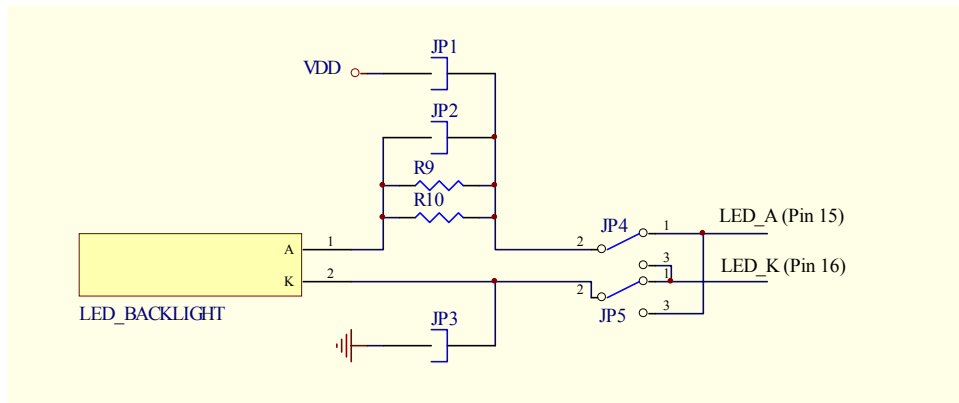 JP1
VDD
JP2
R9
R10
A 1
K 2
LED_BACKLIGHT
JP3
2 JP4 1 LED_A (Pin 15)
3
1 LED_K (Pin 16)
2
JP5 3